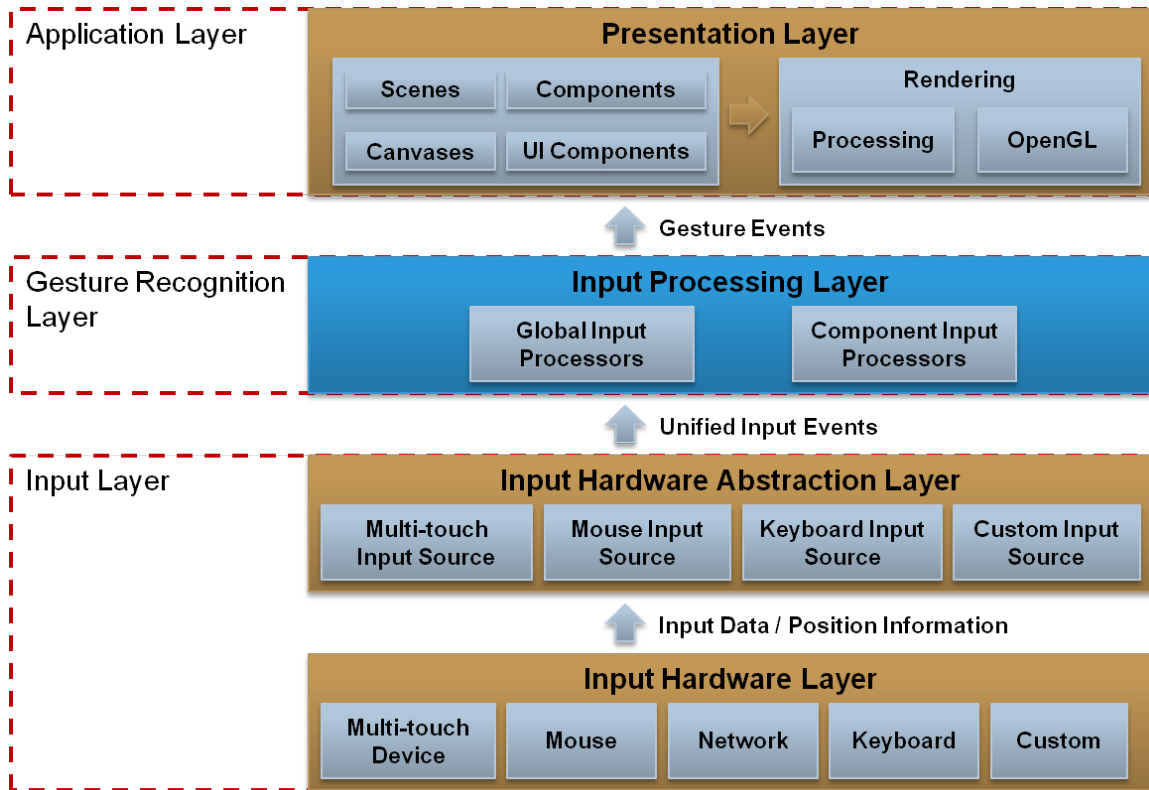 Application Layer
Presentation Layer
Scenes
Components
Canvases
UI Components
Rendering
Processing
OpenGL
Gesture Events
Gesture Recognition
Layer
Input Processing Layer
Global Input
Processors
Component Input
Processors
Unified Input Events
Input Layer
Input Hardware Abstraction Layer
Multi-touch
Input Source
Mouse Input
Source
Keyboard Input
Source
Custom Input
Source
Input Data / Position Information
Input Hardware Layer
Multi-touch
Device
Mouse
Network
Keyboard
Custom